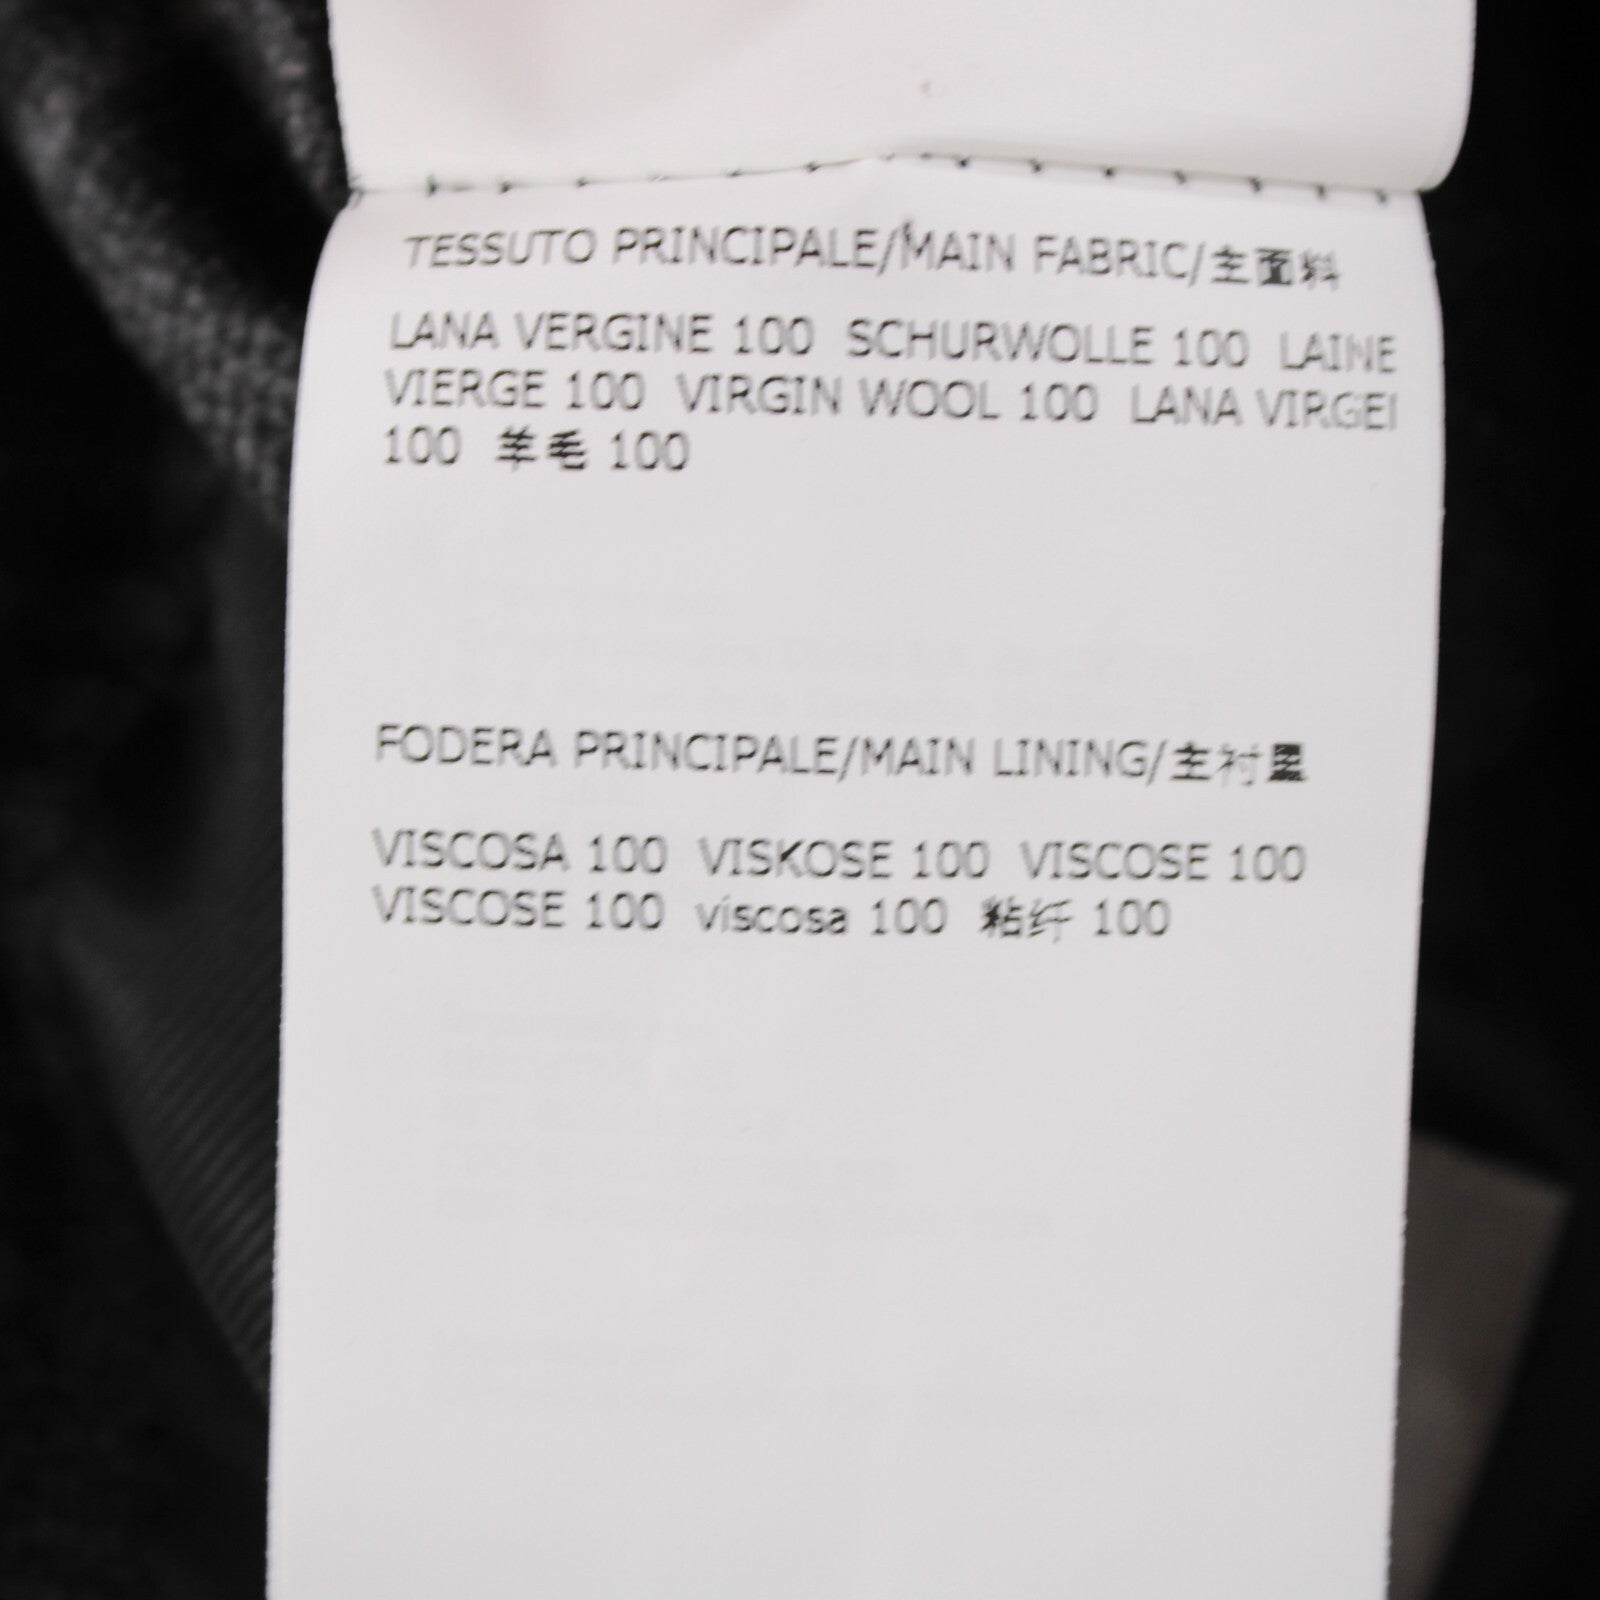 TESSUTO PRINCIPALE/MAIN FABRIC/主面料
LANA VERGINE 100 SCHURWOLLE 100 LAINE
VIERGE 100 VIRGIN WOOL 100 LANA VIRGEN
100 羊毛 100
FODERA PRINCIPALE/MAIN LINING/主衬里
VISCOSA 100 VISKOSE 100 VISCOSE 100
VISCOSE 100 viscosa 100 粘纤 100